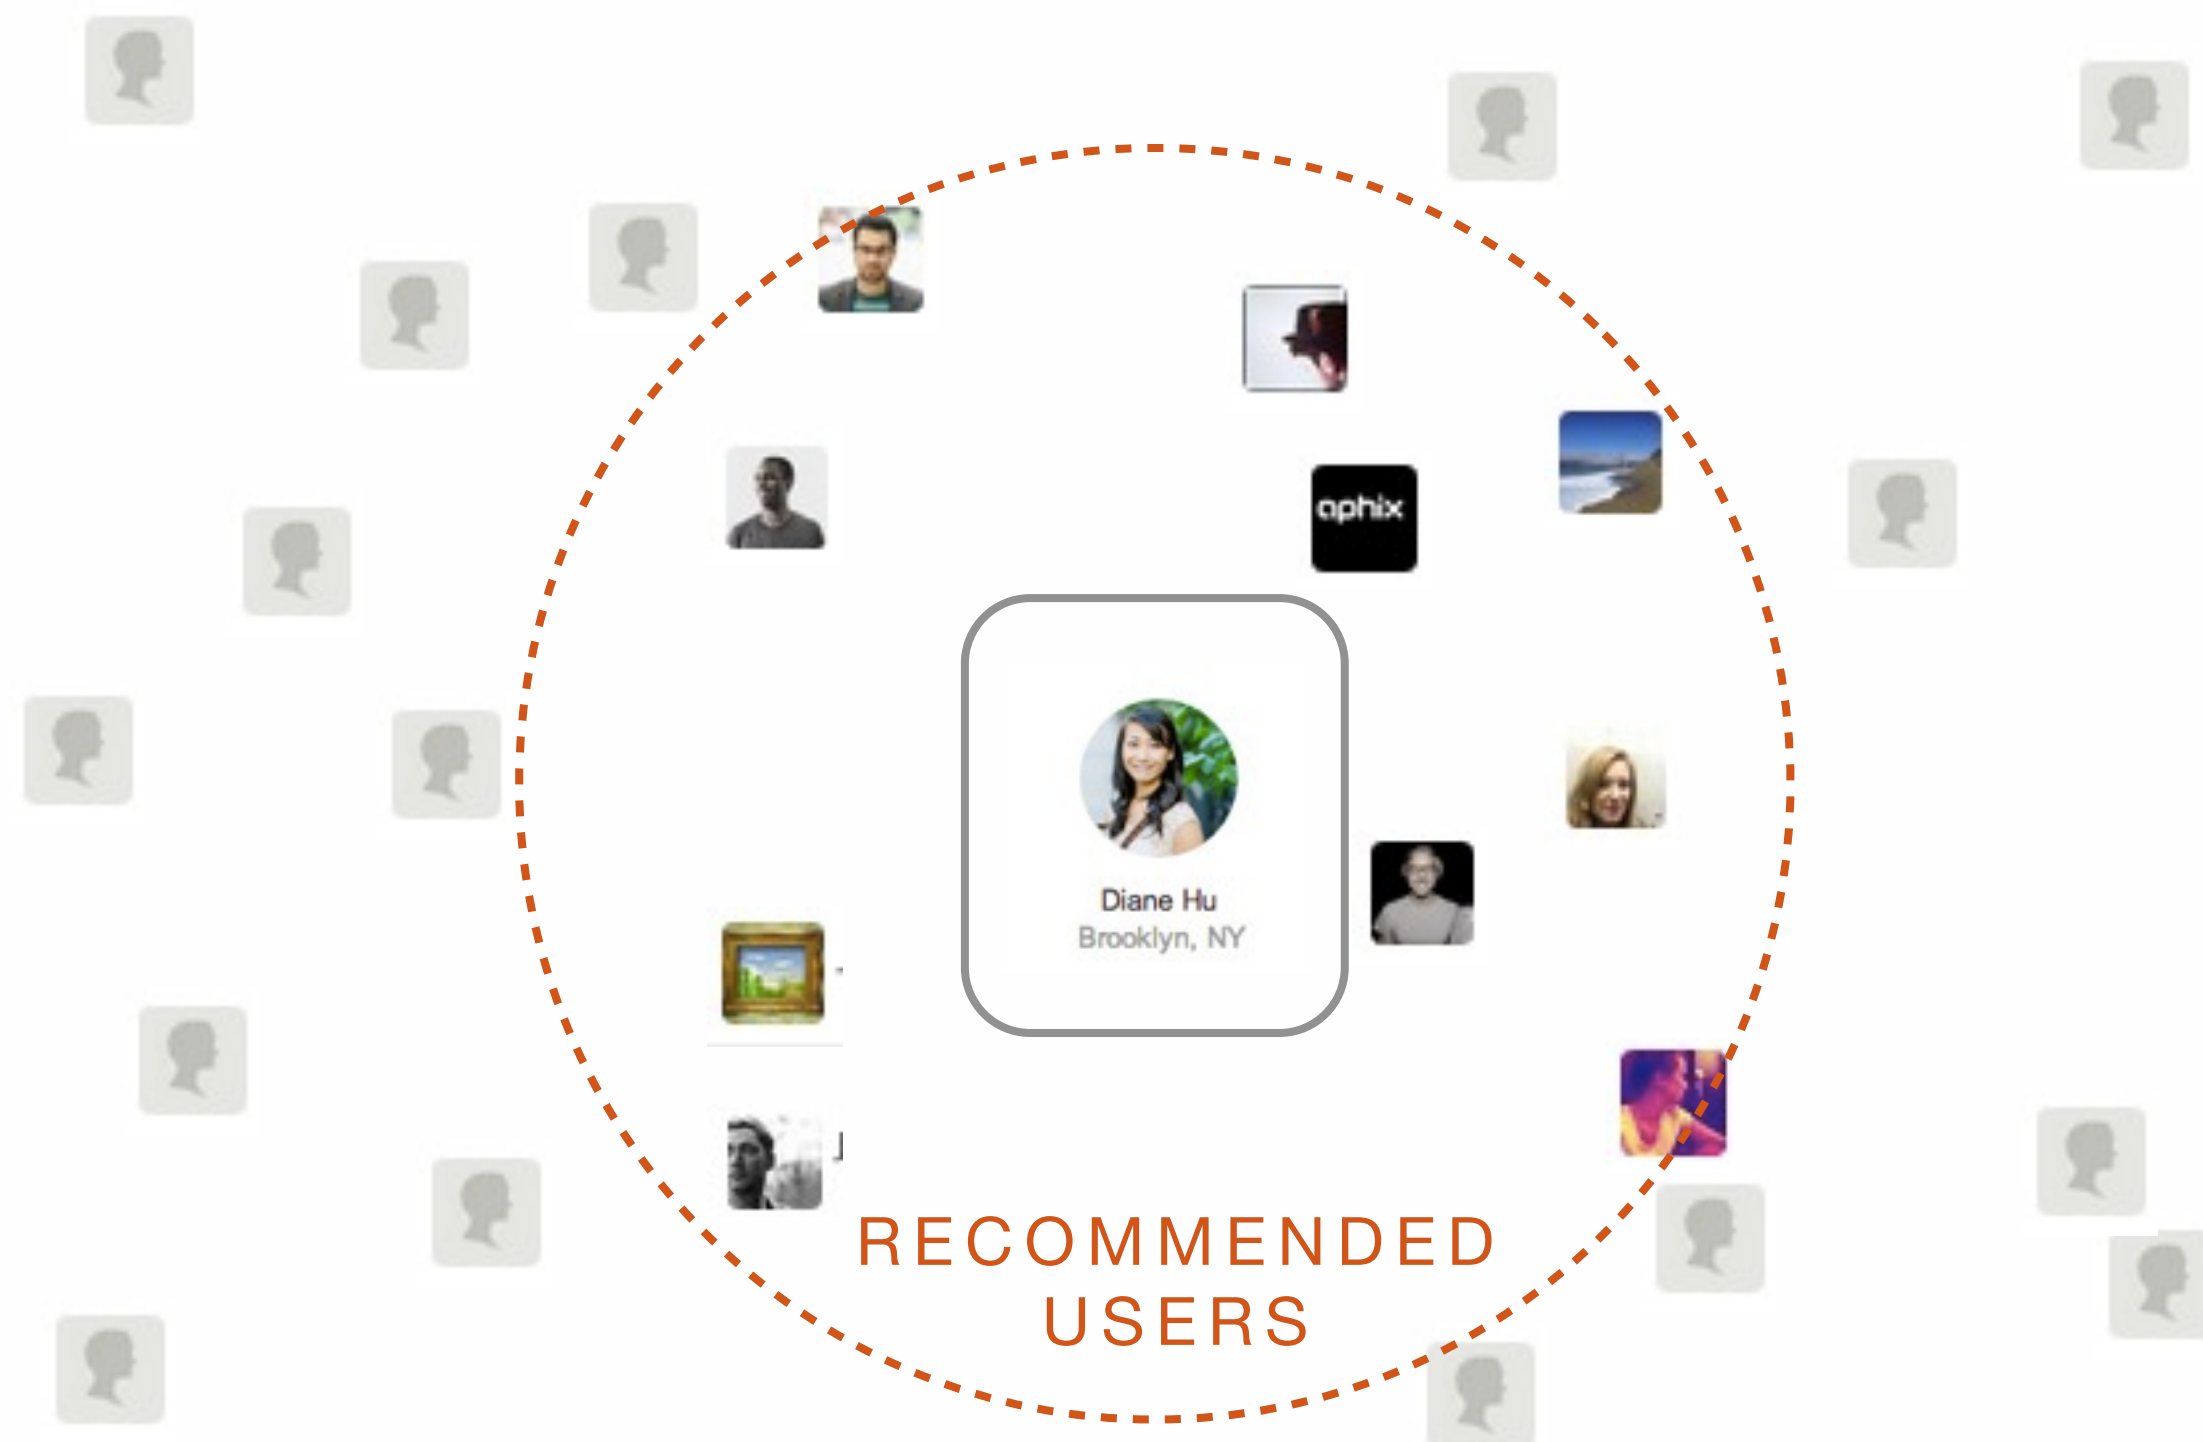 aphix
Diane Hu
Brooklyn, NY
RECOMMENDED
USERS